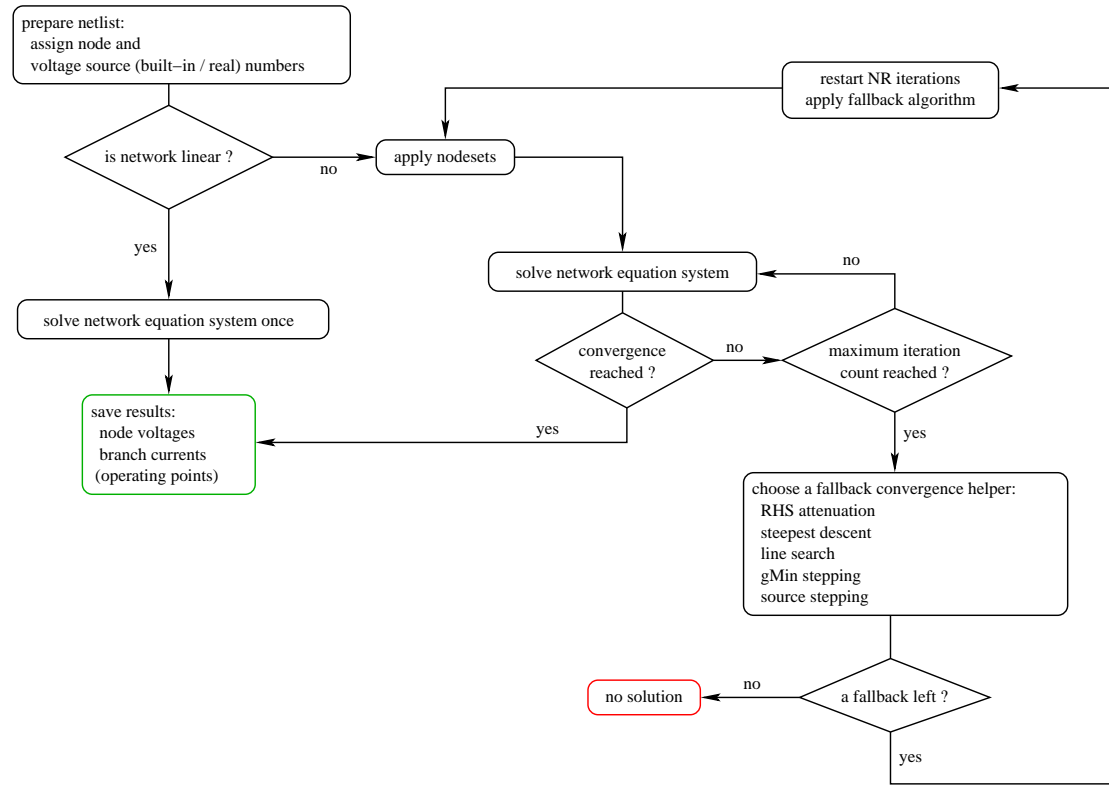 prepare netlist:
assign node and
voltage source (built−in / real) numbers
restart NR iterations
apply fallback algorithm
is network linear ?
no
apply nodesets
yes
solve network equation system
no
solve network equation system once
convergence
reached ?
no
maximum iteration
count reached ?
save results:
node voltages
branch currents
(operating points)
yes
yes
choose a fallback convergence helper:
RHS attenuation
steepest descent
line search
gMin stepping
source stepping
no solution
no
a fallback left ?
yes